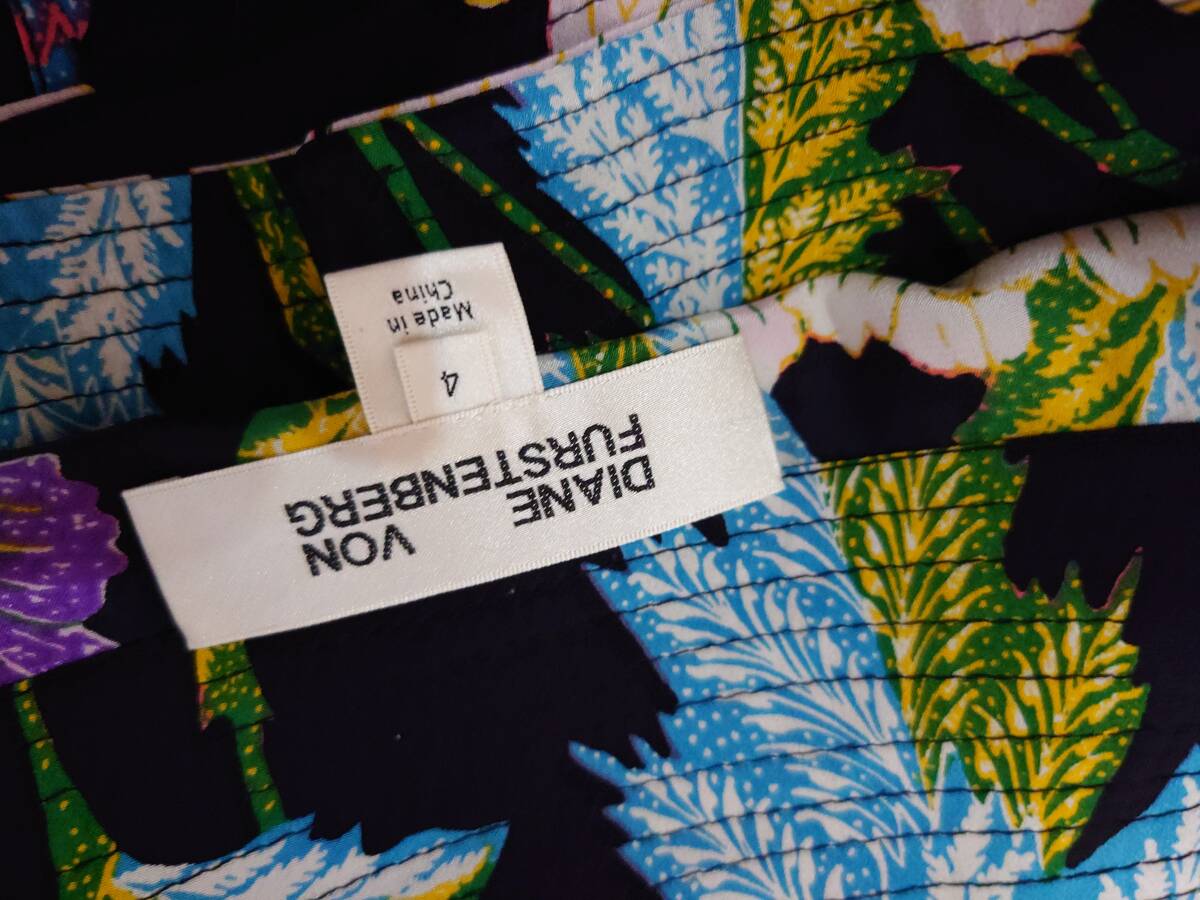 DIANE
FURSTENBERG
VON
4
Made in
China